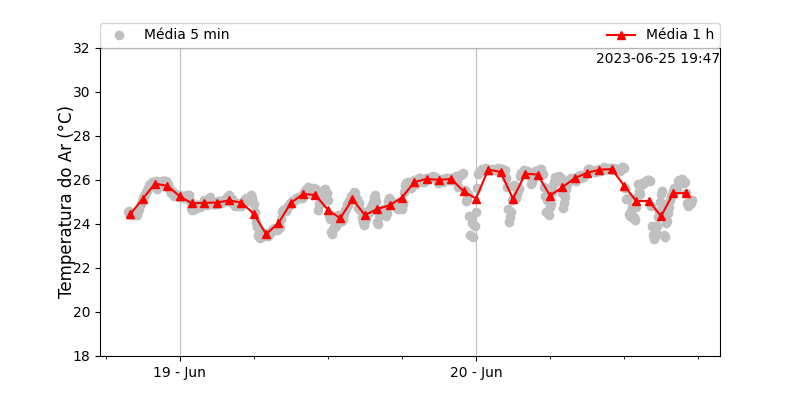 Média 5 min
Média 1 h
2023-06-25 19:47
Temperatura do Ar (°C)
32
30
28
26
24
22
20
18
19 - Jun
20 - Jun